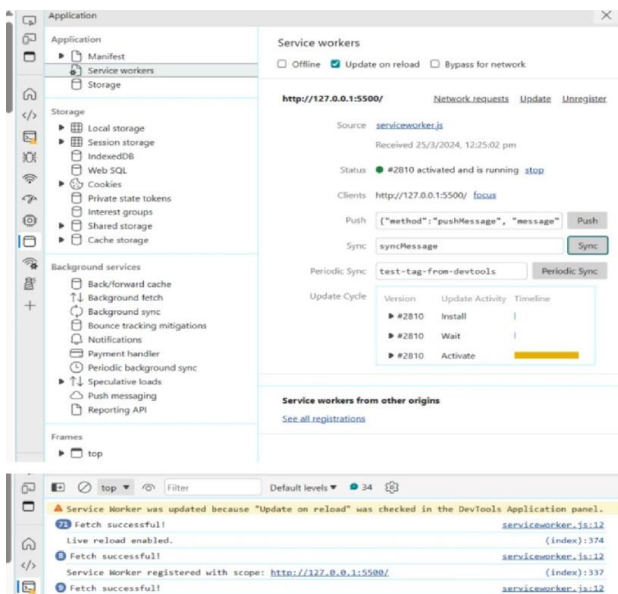 Application
Application
Manifest
Service workers
Storage
Storage
Local storage
Session storage
IndexedDB
Web SQL
Cookies
Private state tokens
Interest groups
Shared storage
Cache storage
Background services
Back/forward cache
Background fetch
Background sync
Bounce tracking mitigations
Notifications
Payment handler
Periodic background sync
Speculative loads
Push messaging
Reporting API
Frames
top
Service workers
Offline Update on reload Bypass for network
http://127.0.0.1:5500/ Network requests Update Unregister
Source serviceworker.js
Received 25/3/2024, 12:25:02 pm
Status #2810 activated and is running stop
Clients http://127.0.0.1:5500/ focus
Push {"method":"pushMessage", "message" Push
Sync syncMessage Sync
Periodic Sync test-tag-from-devtools Periodic Sync
Update Cycle Version Update Activity Timeline
#2810 Install
#2810 Wait
#2810 Activate
Service workers from other origins
See all registrations
top Filter Default levels 34
Service Worker was updated because "Update on reload" was checked in the DevTools Application panel.
71 Fetch successful! serviceworker.js:12
Live reload enabled. (index):374
8 Fetch successful! serviceworker.js:12
Service Worker registered with scope: http://127.0.0.1:5500/ (index):337
9 Fetch successful! serviceworker.js:12